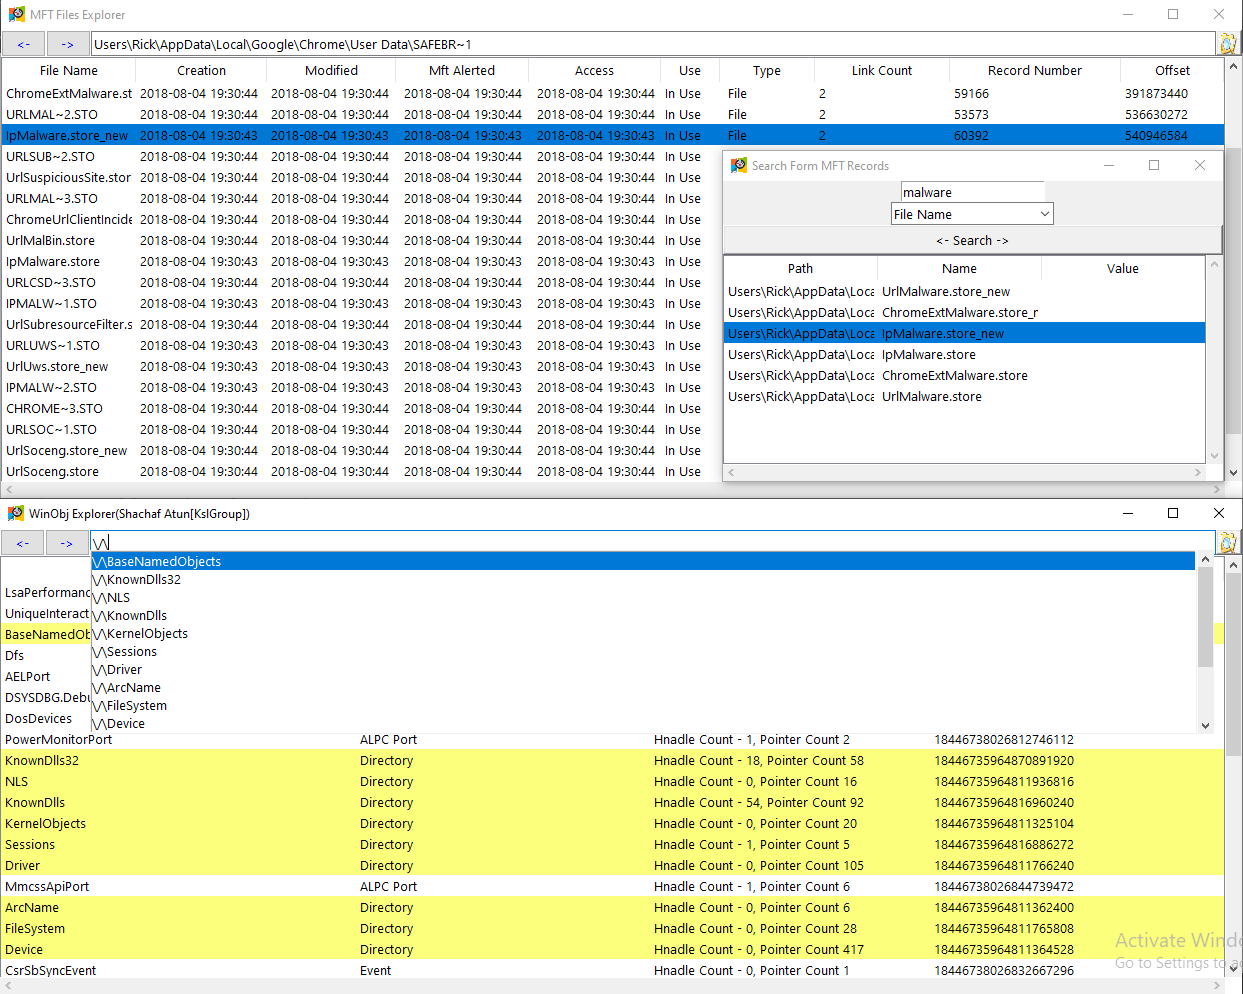 MFT Files Explorer
<- -> Users\Rick\AppData\Local\Google\Chrome\User Data\SAFEBR~1
File Name Creation Modified Mft Alerted Access Use Type Link Count Record Number Offset
ChromeExtMalware.st 2018-08-04 19:30:44 2018-08-04 19:30:44 2018-08-04 19:30:44 2018-08-04 19:30:44 In Use File 2 59166 391873440
URLMAL~2.STO 2018-08-04 19:30:44 2018-08-04 19:30:44 2018-08-04 19:30:44 2018-08-04 19:30:44 In Use File 2 53573 536630272
IpMalware.store_new 2018-08-04 19:30:43 2018-08-04 19:30:43 2018-08-04 19:30:43 2018-08-04 19:30:43 In Use File 2 60392 540946584
URLSUB~2.STO 2018-08-04 19:30:44 2018-08-04 19:30:44 2018-08-04 19:30:44 2018-08-04 19:30:44 In Use
UrlSuspiciousSite.stor 2018-08-04 19:30:44 2018-08-04 19:30:44 2018-08-04 19:30:44 2018-08-04 19:30:44 In Use
URLMAL~3.STO 2018-08-04 19:30:44 2018-08-04 19:30:44 2018-08-04 19:30:44 2018-08-04 19:30:44 In Use
ChromeUrlClientIncide 2018-08-04 19:30:44 2018-08-04 19:30:44 2018-08-04 19:30:44 2018-08-04 19:30:44 In Use
UrlMalBin.store 2018-08-04 19:30:44 2018-08-04 19:30:44 2018-08-04 19:30:44 2018-08-04 19:30:44 In Use
IpMalware.store 2018-08-04 19:30:43 2018-08-04 19:30:43 2018-08-04 19:30:43 2018-08-04 19:30:43 In Use
URLCSD~3.STO 2018-08-04 19:30:44 2018-08-04 19:30:44 2018-08-04 19:30:44 2018-08-04 19:30:44 In Use
IPMALW~1.STO 2018-08-04 19:30:43 2018-08-04 19:30:43 2018-08-04 19:30:43 2018-08-04 19:30:43 In Use
UrlSubresourceFilter.s 2018-08-04 19:30:44 2018-08-04 19:30:44 2018-08-04 19:30:44 2018-08-04 19:30:44 In Use
URLUWS~1.STO 2018-08-04 19:30:43 2018-08-04 19:30:43 2018-08-04 19:30:43 2018-08-04 19:30:43 In Use
UrlUws.store_new 2018-08-04 19:30:43 2018-08-04 19:30:43 2018-08-04 19:30:43 2018-08-04 19:30:43 In Use
IPMALW~2.STO 2018-08-04 19:30:43 2018-08-04 19:30:43 2018-08-04 19:30:43 2018-08-04 19:30:43 In Use
CHROME~3.STO 2018-08-04 19:30:44 2018-08-04 19:30:44 2018-08-04 19:30:44 2018-08-04 19:30:44 In Use
URLSOC~1.STO 2018-08-04 19:30:44 2018-08-04 19:30:44 2018-08-04 19:30:44 2018-08-04 19:30:44 In Use
UrlSoceng.store_new 2018-08-04 19:30:44 2018-08-04 19:30:44 2018-08-04 19:30:44 2018-08-04 19:30:44 In Use
UrlSoceng.store 2018-08-04 19:30:44 2018-08-04 19:30:44 2018-08-04 19:30:44 2018-08-04 19:30:44 In Use
Search Form MFT Records
malware
File Name
<- Search ->
Path Name Value
Users\Rick\AppData\Loca UrlMalware.store_new
Users\Rick\AppData\Loca ChromeExtMalware.store_r
Users\Rick\AppData\Loca IpMalware.store_new
Users\Rick\AppData\Loca IpMalware.store
Users\Rick\AppData\Loca ChromeExtMalware.store
Users\Rick\AppData\Loca UrlMalware.store
WinObj Explorer(Shachaf Atun[KslGroup])
<- -> \/\
\/\BaseNamedObjects
\/\KnownDlls32
\/\NLS
\/\KnownDlls
\/\KernelObjects
\/\Sessions
\/\Driver
\/\ArcName
\/\FileSystem
\/\Device
LsaPerformanc
UniqueInteract
BaseNamedOb
Dfs
AELPort
DSYSDBG.Debu
DosDevices
PowerMonitorPort ALPC Port Hnadle Count - 1, Pointer Count 2 18446738026812746112
KnownDlls32 Directory Hnadle Count - 18, Pointer Count 58 18446735964870891920
NLS Directory Hnadle Count - 0, Pointer Count 16 18446735964811936816
KnownDlls Directory Hnadle Count - 54, Pointer Count 92 18446735964816960240
KernelObjects Directory Hnadle Count - 0, Pointer Count 20 18446735964811325104
Sessions Directory Hnadle Count - 1, Pointer Count 5 18446735964816886272
Driver Directory Hnadle Count - 0, Pointer Count 105 18446735964811766240
MmcssApiPort ALPC Port Hnadle Count - 1, Pointer Count 6 18446738026844739472
ArcName Directory Hnadle Count - 0, Pointer Count 6 18446735964811362400
FileSystem Directory Hnadle Count - 0, Pointer Count 28 18446735964811765808
Device Directory Hnadle Count - 0, Pointer Count 417 18446735964811364528
CsrSbSyncEvent Event Hnadle Count - 0, Pointer Count 1 18446738026832667296
Activate Windo
Go to Settings to a